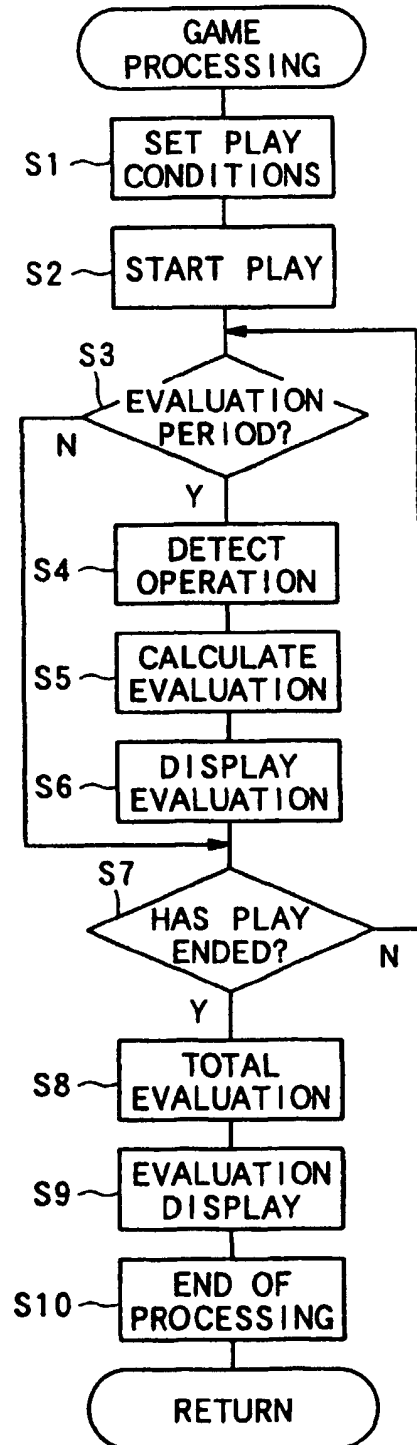 GAME
PROCESSING
S1
SET PLAY
CONDITIONS
S2
START PLAY
S3
EVALUATION
PERIOD?
N
Y
S4
DETECT
OPERATION
S5
CALCULATE
EVALUATION
S6
DISPLAY
EVALUATION
S7
HAS PLAY
ENDED?
N
Y
S8
TOTAL
EVALUATION
S9
EVALUATION
DISPLAY
S10
END OF
PROCESSING
RETURN